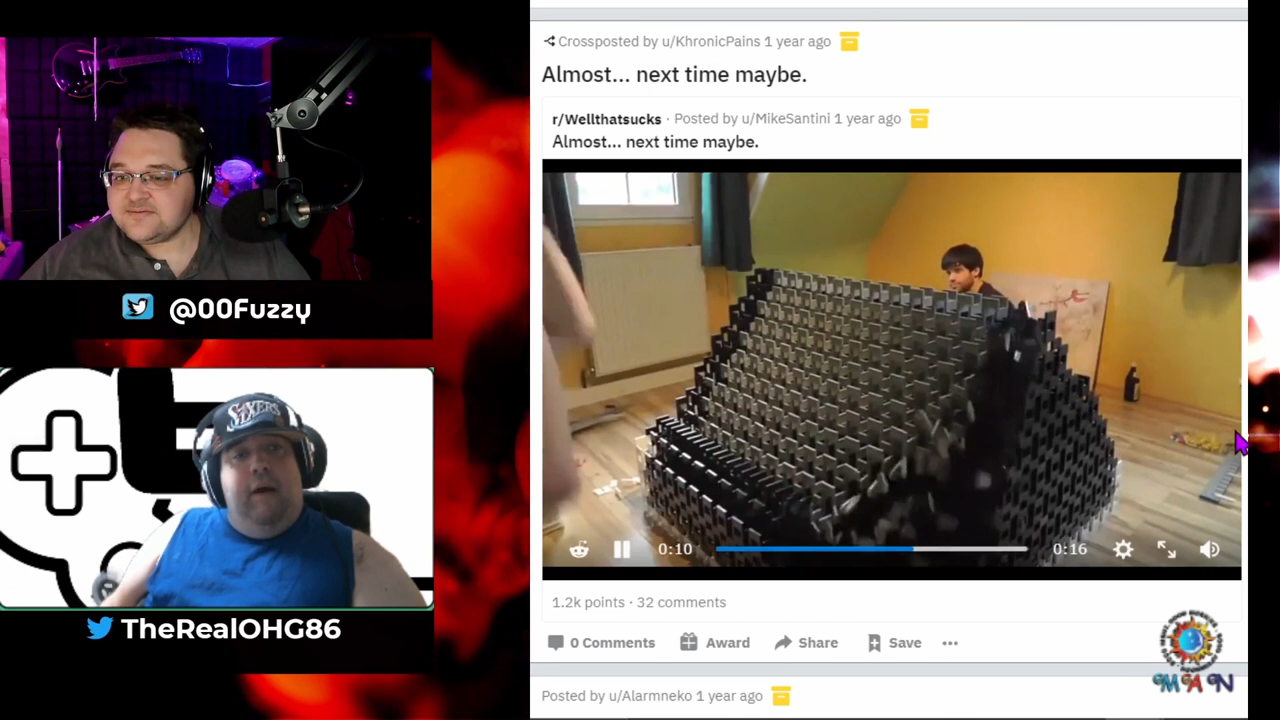 @00Fuzzy
SIXERS
TheRealOHG86
Crossposted by u/KhronicPains 1 year ago
Almost... next time maybe.
r/Wellthatsucks · Posted by u/MikeSantini 1 year ago
Almost... next time maybe.
0:10
0:16
1.2k points · 32 comments
0 Comments Award Share Save
MAN
Posted by u/Alarmneko 1 year ago